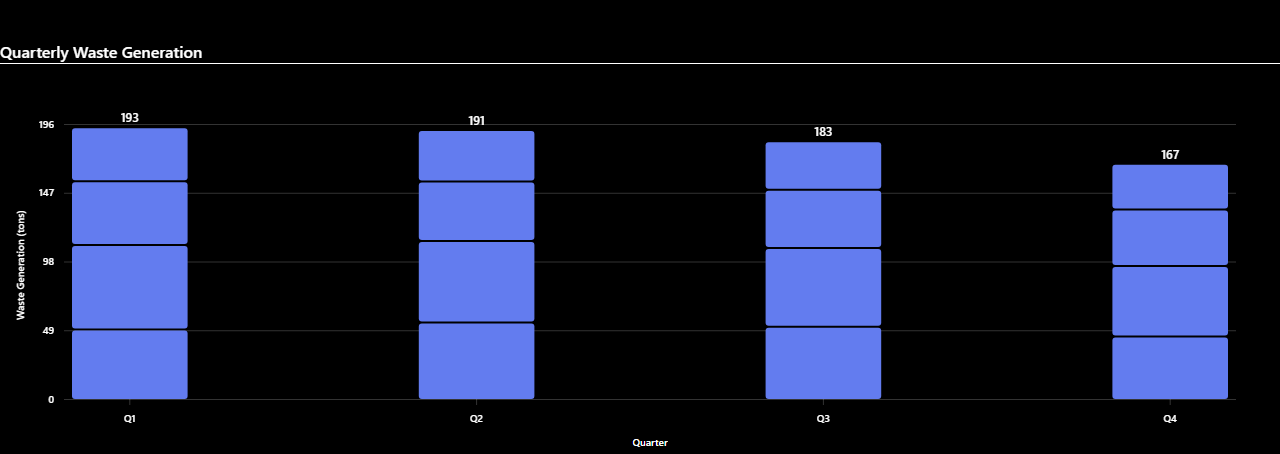 Quarterly Waste Generation
193
191
183
167
196
147
98
49
0
Waste Generation (tons)
Q1
Q2
Q3
Q4
Quarter